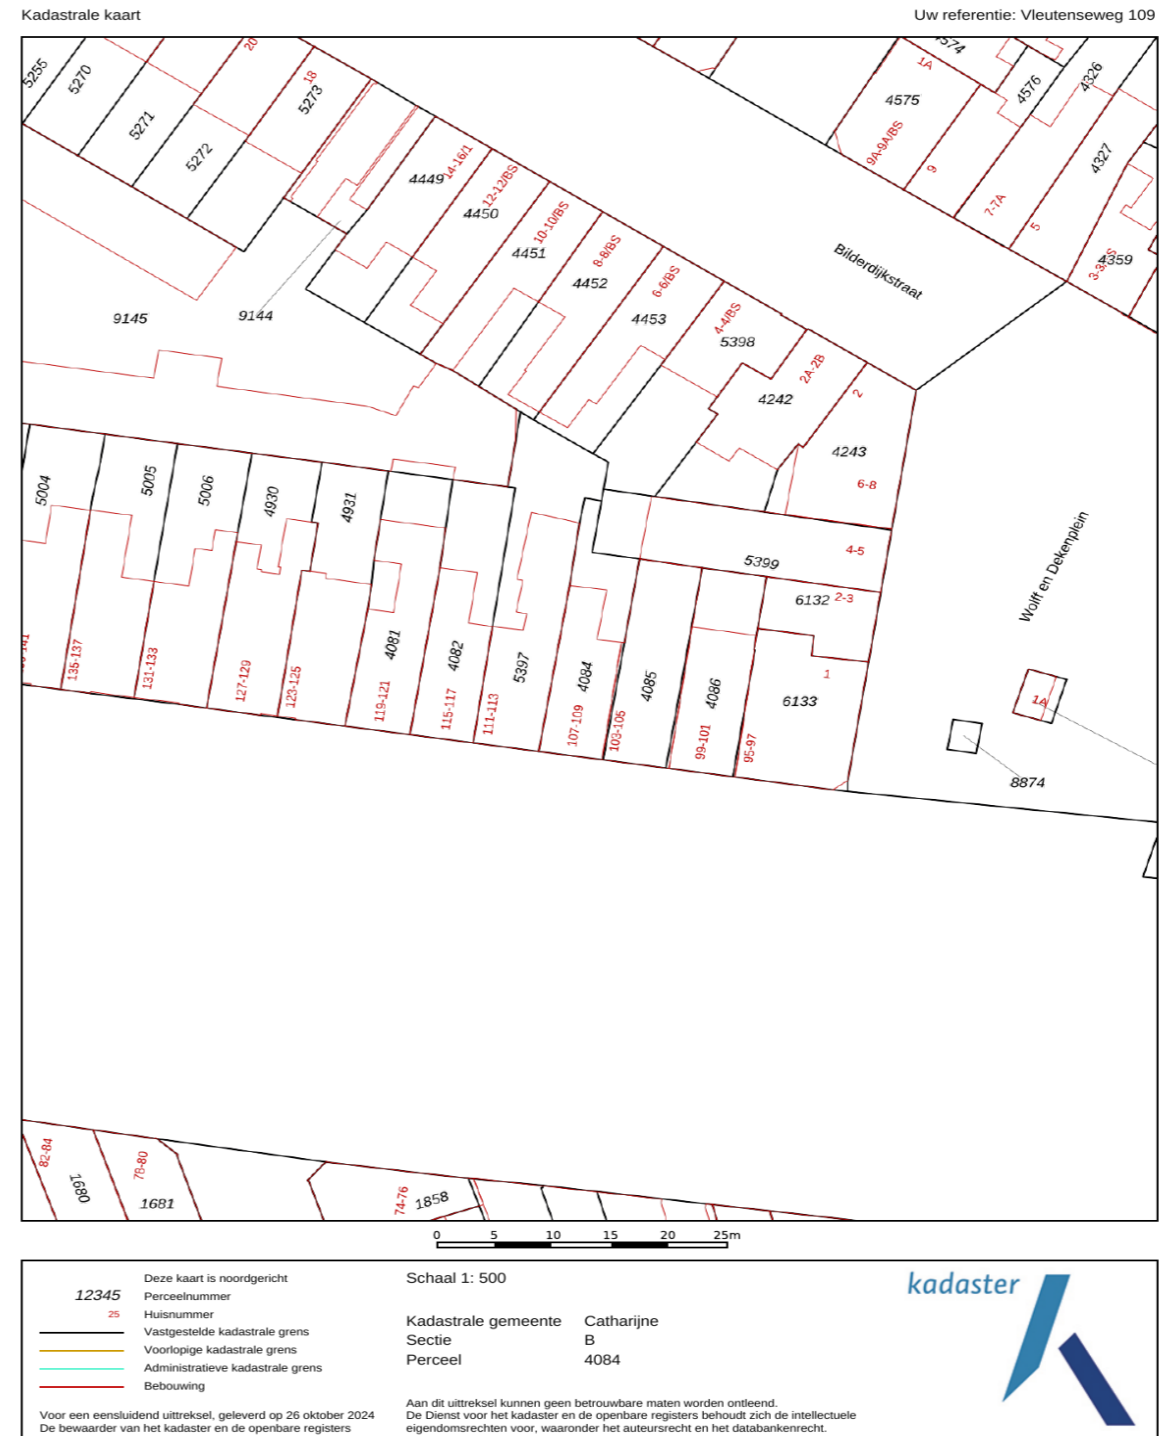 Kadastrale kaart
Uw referentie: Vleutenseweg 109
5255
5270
20
18
5273
5271
5272
4574
1A
4575
4576
4326
9A-9A/BS
9
4327
7-7A
5
4359
4449
14-16/1
4450
12-12/BS
4451
10-10/BS
4452
8-8/BS
4453
6-6/BS
5398
4-4/BS
Bilderdijkstraat
9145
9144
4242
2A-2B
2
4243
6-8
5004
5005
5006
4930
4931
5399
4-5
6132
2-3
Wolff en Dekenplein
135-137
131-133
127-129
123-125
4081
119-121
4082
115-117
5397
111-113
4084
107-109
4085
103-105
4086
99-101
95-97
6133
1
1A
8874
82-84
1680
78-80
1681
74-76
1858
0 5 10 15 20 25m
Deze kaart is noordgericht
12345 Perceelnummer
25 Huisnummer
Vastgestelde kadastrale grens
Voorlopige kadastrale grens
Administratieve kadastrale grens
Bebouwing
Voor een eensluidend uittreksel, geleverd op 26 oktober 2024
De bewaarder van het kadaster en de openbare registers
Schaal 1: 500
Kadastrale gemeente Catharijne
Sectie B
Perceel 4084
Aan dit uittreksel kunnen geen betrouwbare maten worden ontleend.
De Dienst voor het kadaster en de openbare registers behoudt zich de intellectuele
eigendomsrechten voor, waaronder het auteursrecht en het databankenrecht.
kadaster